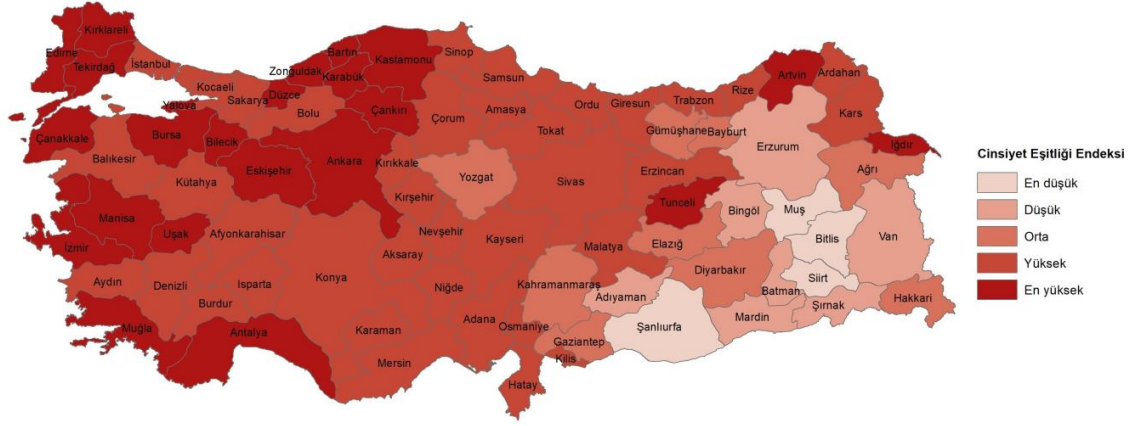 Kırklareli
Edirne
Tekirdağ
İstanbul
Kocaeli
Yalova
Sakarya
Düzce
Zonguldak
Bartın
Karabük
Kastamonu
Sinop
Samsun
Çankırı
Bolu
Çorum
Amasya
Ordu
Giresun
Trabzon
Rize
Artvin
Ardahan
Kars
Tokat
Gümüşhane
Bayburt
Erzurum
Iğdır
Ağrı
Çanakkale
Bursa
Bilecik
Balıkesir
Kütahya
Eskişehir
Ankara
Kırıkkale
Yozgat
Sivas
Erzincan
Tunceli
Bingöl
Muş
Bitlis
Van
Manisa
İzmir
Uşak
Afyonkarahisar
Kırşehir
Nevşehir
Kayseri
Malatya
Elazığ
Diyarbakır
Siirt
Batman
Aydın
Denizli
Isparta
Burdur
Konya
Aksaray
Niğde
Kahramanmaraş
Adıyaman
Mardin
Şırnak
Hakkari
Muğla
Antalya
Karaman
Mersin
Adana
Osmaniye
Gaziantep
Şanlıurfa
Kilis
Hatay
Cinsiyet Eşitliği Endeksi
En düşük
Düşük
Orta
Yüksek
En yüksek